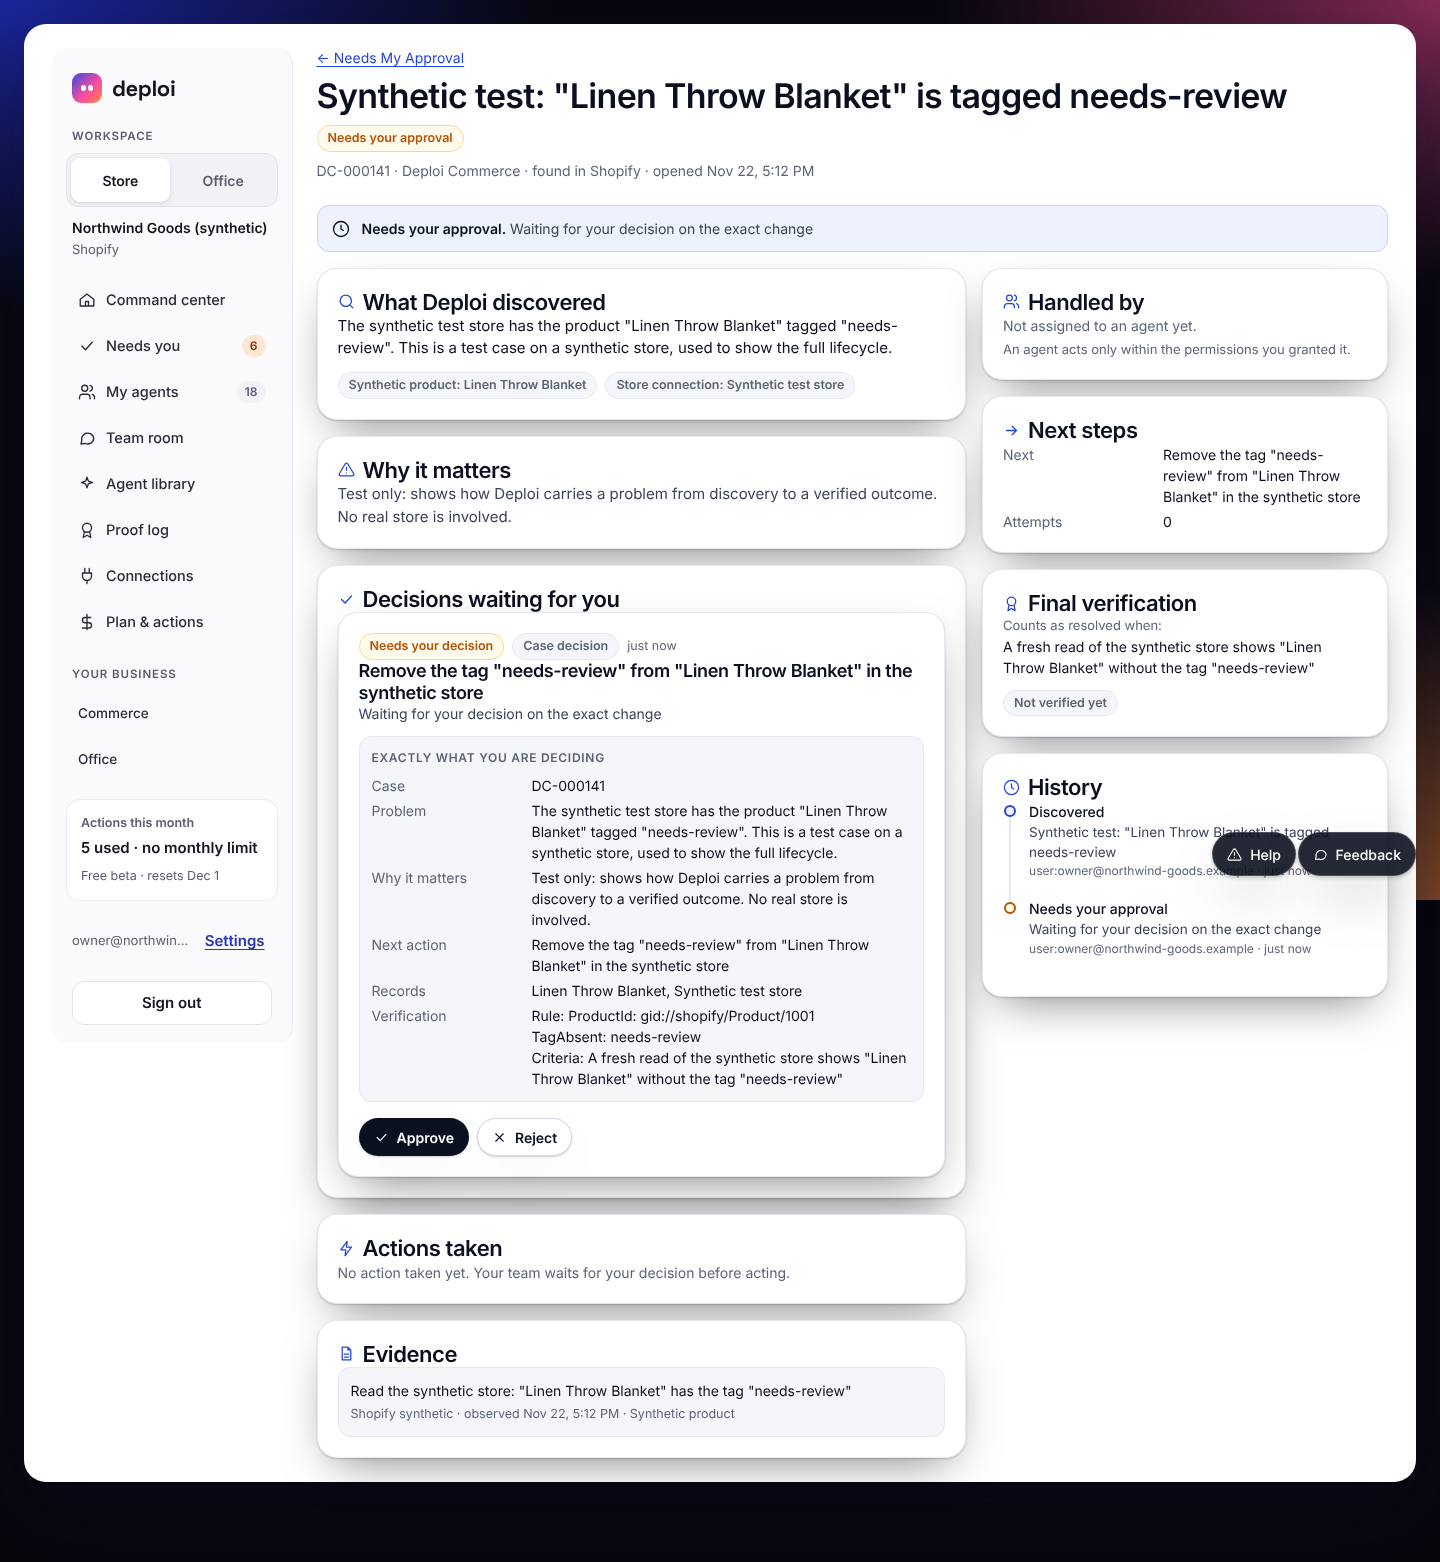 deploi
WORKSPACE
Store
Office
Northwind Goods (synthetic)
Shopify
Command center
Needs you
6
My agents
18
Team room
Agent library
Proof log
Connections
Plan & actions
YOUR BUSINESS
Commerce
Office
Actions this month
5 used · no monthly limit
Free beta · resets Dec 1
owner@northwin...
Settings
Sign out
← Needs My Approval
Synthetic test: "Linen Throw Blanket" is tagged needs-review
Needs your approval
DC-000141 · Deploi Commerce · found in Shopify · opened Nov 22, 5:12 PM
Needs your approval. Waiting for your decision on the exact change
What Deploi discovered
The synthetic test store has the product "Linen Throw Blanket" tagged "needs-
review". This is a test case on a synthetic store, used to show the full lifecycle.
Synthetic product: Linen Throw Blanket
Store connection: Synthetic test store
Why it matters
Test only: shows how Deploi carries a problem from discovery to a verified outcome.
No real store is involved.
Decisions waiting for you
Needs your decision
Case decision
just now
Remove the tag "needs-review" from "Linen Throw Blanket" in the
synthetic store
Waiting for your decision on the exact change
EXACTLY WHAT YOU ARE DECIDING
Case
DC-000141
Problem
The synthetic test store has the product "Linen Throw
Blanket" tagged "needs-review". This is a test case on a
synthetic store, used to show the full lifecycle.
Why it matters
Test only: shows how Deploi carries a problem from
discovery to a verified outcome. No real store is
involved.
Next action
Remove the tag "needs-review" from "Linen Throw
Blanket" in the synthetic store
Records
Linen Throw Blanket, Synthetic test store
Verification
Rule: ProductId: gid://shopify/Product/1001
TagAbsent: needs-review
Criteria: A fresh read of the synthetic store shows "Linen
Throw Blanket" without the tag "needs-review"
Approve
Reject
Actions taken
No action taken yet. Your team waits for your decision before acting.
Evidence
Read the synthetic store: "Linen Throw Blanket" has the tag "needs-review"
Shopify synthetic · observed Nov 22, 5:12 PM · Synthetic product
Handled by
Not assigned to an agent yet.
An agent acts only within the permissions you granted it.
Next steps
Next
Remove the tag "needs-
review" from "Linen Throw
Blanket" in the synthetic store
Attempts
0
Final verification
Counts as resolved when:
A fresh read of the synthetic store shows "Linen
Throw Blanket" without the tag "needs-review"
Not verified yet
History
Discovered
Synthetic test: "Linen Throw Blanket" is tagged
needs-review
user:owner@northwind-goods.example · just now
Help
Feedback
Needs your approval
Waiting for your decision on the exact change
user:owner@northwind-goods.example · just now